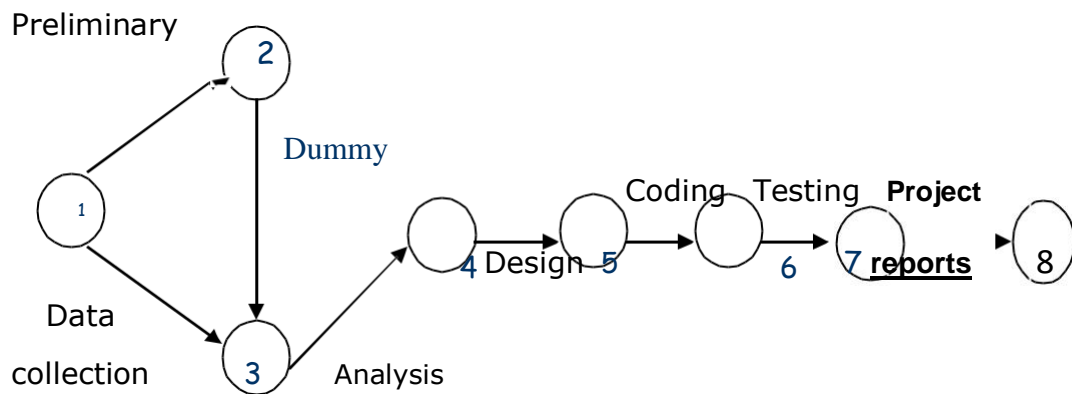 Preliminary
2
Dummy
1
Coding Testing Project
4 Design 5 6 7 reports 8
Data
collection 3 Analysis